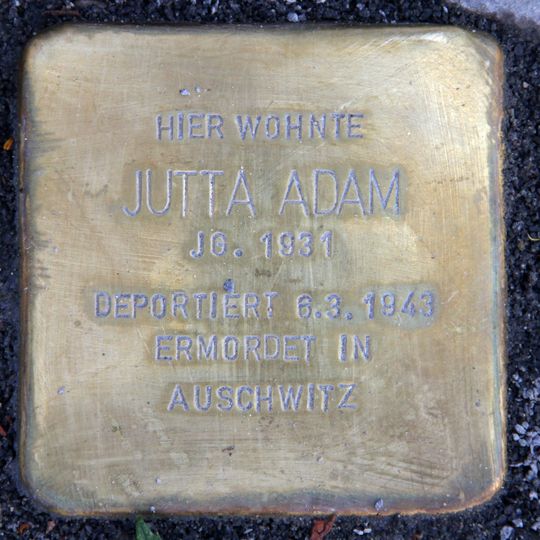 HIER WOHNTE
JUTTA ADAM
JG. 1931
DEPORTIERT 6.3.1943
ERMORDET IN
AUSCHWITZ